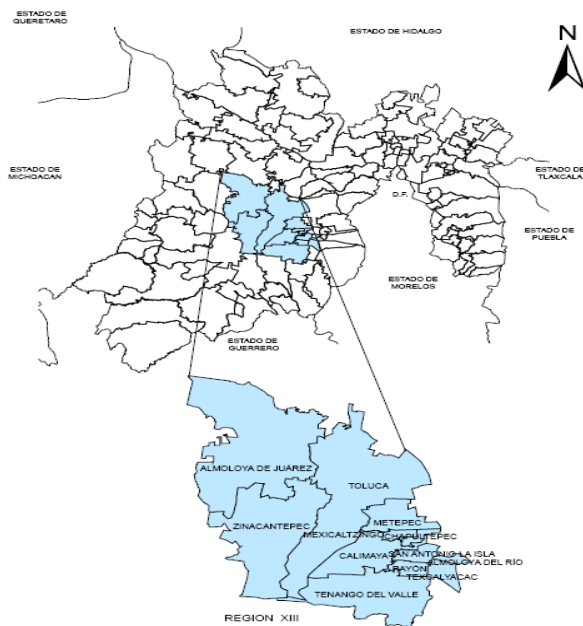 ESTADO DE
QUERETARO
ESTADO DE HIDALGO
N
ESTADO DE
MICHOACAN
ESTADO DE
TLAXCALA
D.F.
ESTADO DE
PUEBLA
ESTADO DE
MORELOS
ESTADO DE
GUERRERO
ALMOLOYA DE JUÁREZ
TOLUCA
ZINACANTEPEC
METEPEC
MEXICALTZINGO
CHAPULTEPEC
CALIMAYA
SAN ANTONIO LA ISLA
ALMOLOYA DEL RÍO
RAYON
TEXCALYACAC
TENANGO DEL VALLE
REGION XIII